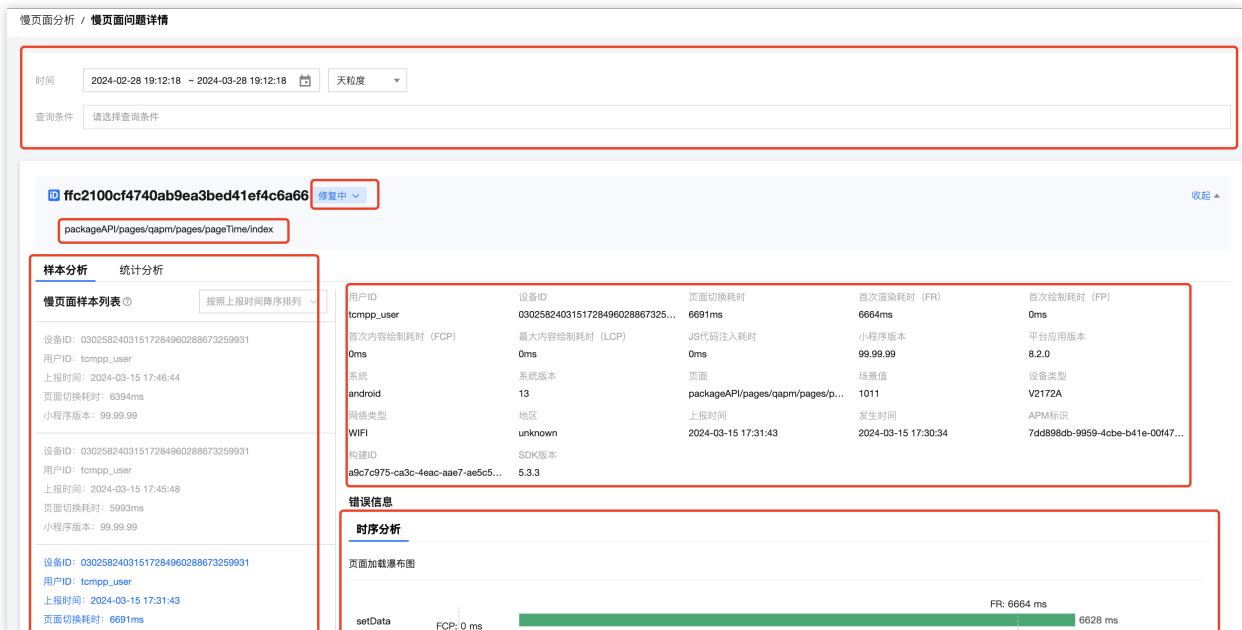 慢页面分析 / 慢页面问题详情
时间 2024-02-28 19:12:18 ~ 2024-03-28 19:12:18 天粒度
查询条件 请选择查询条件
iD ffc2100cf4740ab9ea3bed41ef4c6a66 修复中 收起
packageAPI/pages/qapm/pages/pageTime/index
样本分析 统计分析
慢页面样本列表 按照上报时间降序排列
设备ID: 0302582403151728496028867325​9931
用户ID: tcmpp_user
上报时间: 2024-03-15 17:46:44
页面切换耗时: 6394ms
小程序版本: 99.99.99
设备ID: 03025824031517284960288673259931
用户ID: tcmpp_user
上报时间: 2024-03-15 17:45:48
页面切换耗时: 5993ms
小程序版本: 99.99.99
设备ID: 03025824031517284960288673259931
用户ID: tcmpp_user
上报时间: 2024-03-15 17:31:43
页面切换耗时: 6691ms
用户ID 设备ID 页面切换耗时 首次渲染耗时（FR） 首次绘制耗时（FP）
tcmpp_user 0302582403151728496028867325... 6691ms 6664ms 0ms
首次内容绘制耗时（FCP） 最大内容绘制耗时（LCP） JS代码注入耗时 小程序版本 平台应用版本
0ms 0ms 0ms 99.99.99 8.2.0
系统 系统版本 页面 场景值 设备类型
android 13 packageAPI/pages/qapm/pages/p... 1011 V2172A
网络类型 地区 上报时间 发生时间 APM标识
WIFI unknown 2024-03-15 17:31:43 2024-03-15 17:30:34 7dd898db-9959-4cbe-b41e-00f47...
构建ID SDK版本
a9c7c975-ca3c-4eac-aae7-ae5c5... 5.3.3
错误信息
时序分析
页面加载瀑布图
FR: 6664 ms
setData FCP: 0 ms 6628 ms